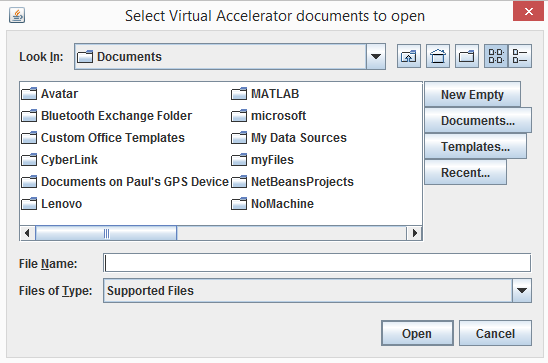 Select Virtual Accelerator documents to open
Look In: Documents
Avatar
Bluetooth Exchange Folder
Custom Office Templates
CyberLink
Documents on Paul's GPS Device
Lenovo
MATLAB
microsoft
My Data Sources
myFiles
NetBeansProjects
NoMachine
New Empty
Documents...
Templates...
Recent...
File Name:
Files of Type: Supported Files
Open Cancel